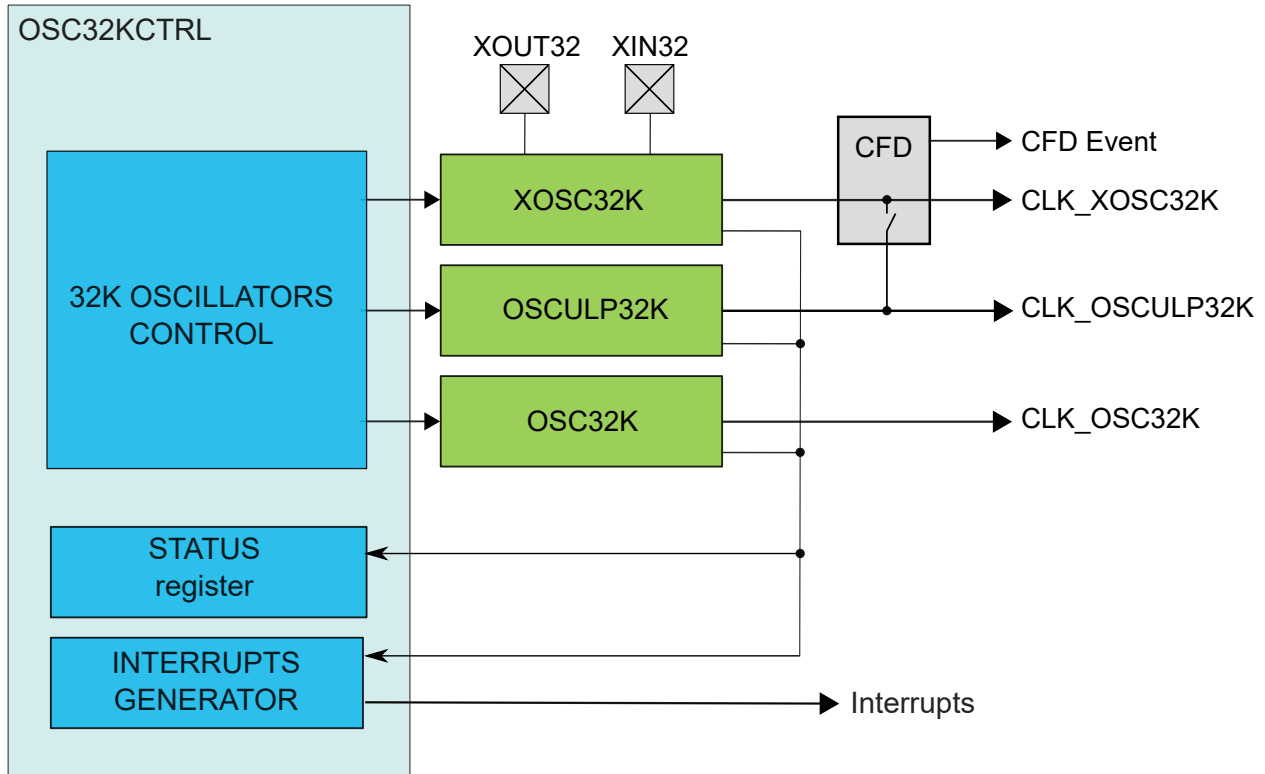 OSC32KCTRL
XOUT32
XIN32
CFD
CFD Event
XOSC32K
CLK_XOSC32K
32K OSCILLATORS
CONTROL
OSCULP32K
CLK_OSCULP32K
OSC32K
CLK_OSC32K
STATUS
register
INTERRUPTS
GENERATOR
Interrupts